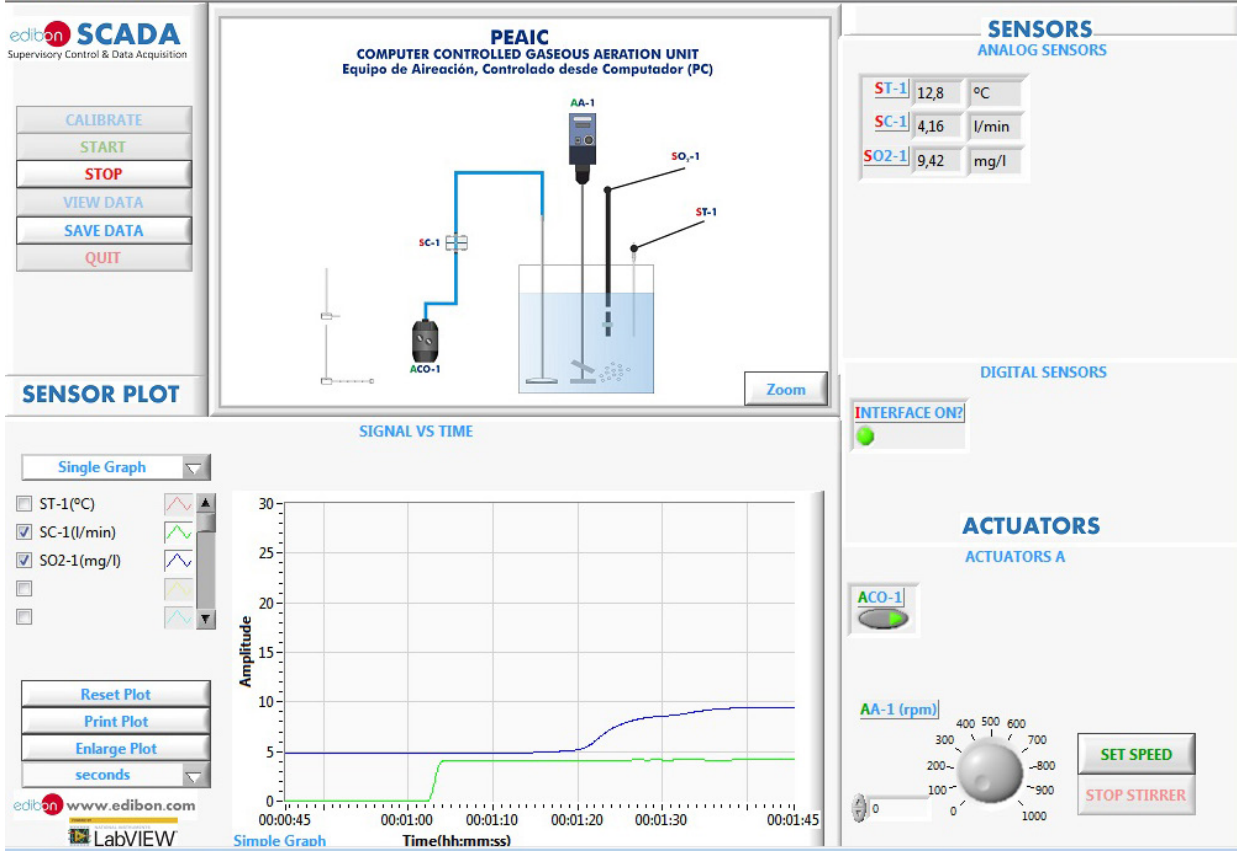 edibon SCADA
Supervisory Control & Data Acquisition
CALIBRATE
START
STOP
VIEW DATA
SAVE DATA
QUIT
PEAIC
COMPUTER CONTROLLED GASEOUS AERATION UNIT
Equipo de Aireación, Controlado desde Computador (PC)
AA-1
SO₂-1
ST-1
SC-1
ACO-1
Zoom
SENSORS
ANALOG SENSORS
ST-1 12,8 ºC
SC-1 4,16 l/min
SO2-1 9,42 mg/l
DIGITAL SENSORS
INTERFACE ON?
SENSOR PLOT
SIGNAL VS TIME
Single Graph
ST-1(ºC)
SC-1(l/min)
SO2-1(mg/l)
Reset Plot
Print Plot
Enlarge Plot
seconds
edibon www.edibon.com
LabVIEW
Amplitude
30
25
20
15
10
5
0
00:00:45 00:01:00 00:01:10 00:01:20 00:01:30 00:01:45
Simple Graph Time(hh:mm:ss)
ACTUATORS
ACTUATORS A
ACO-1
AA-1 (rpm)
0
0 100 200 300 400 500 600 700 800 900 1000
SET SPEED
STOP STIRRER